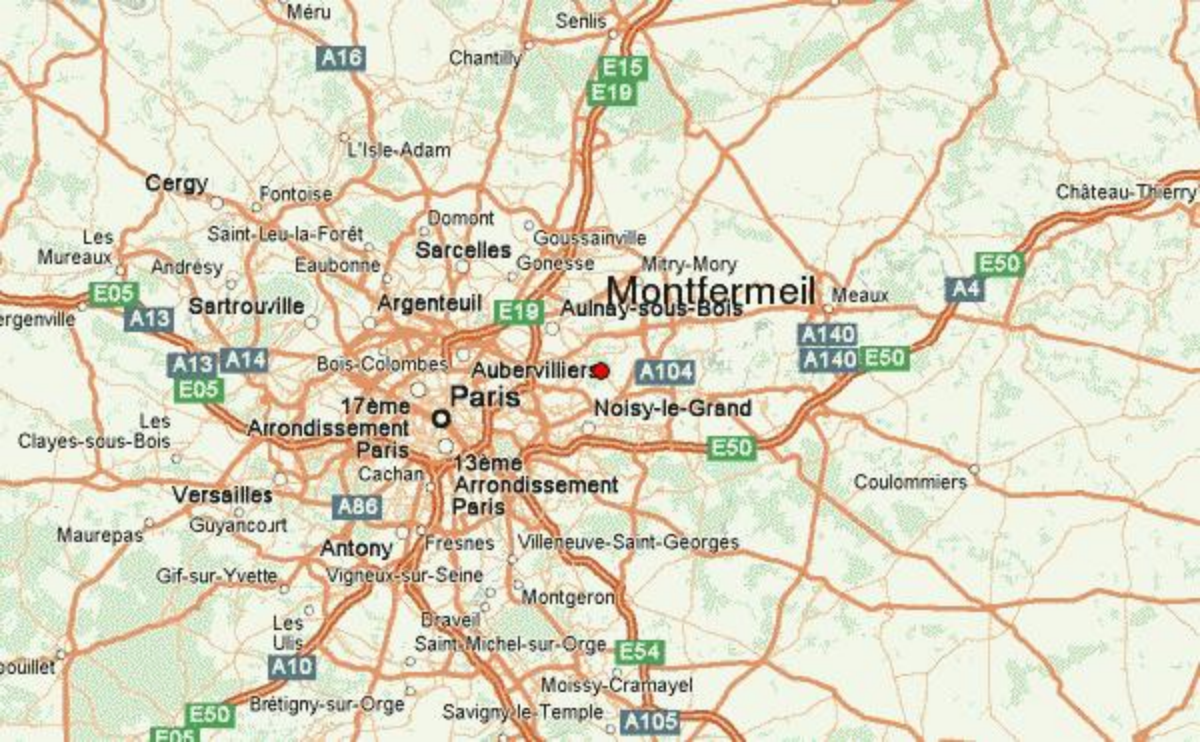 Méru
Senlis
A16
Chantilly
E15
E19
L'Isle-Adam
Cergy
Pontoise
Château-Thierry
Domont
Les
Mureaux
Saint-Leu-la-Forêt
Goussainville
Sarcelles
Andrésy
Eaubonne
Gonesse
Mitry-Mory
E50
A4
E05
Sartrouville
Argenteuil
Montfermeil
Meaux
ergenville
A13
E19
Aulnay-sous-Bois
A140
A13
A14
Bois-Colombes
Aubervilliers
A104
A140
E50
E05
Paris
17ème
Arrondissement
Paris
Noisy-le-Grand
Les
Clayes-sous-Bois
E50
Cachan
13ème
Arrondissement
Paris
Coulommiers
Versailles
A86
Guyancourt
Maurepas
Antony
Fresnes
Villeneuve-Saint-Georges
Gif-sur-Yvette
Vigneux-sur-Seine
Montgeron
Les
Ulis
Draveil
Saint-Michel-sur-Orge
E54
bouillet
A10
Moissy-Cramayel
Brétigny-sur-Orge
Savigny-le-Temple
A105
E50
E05